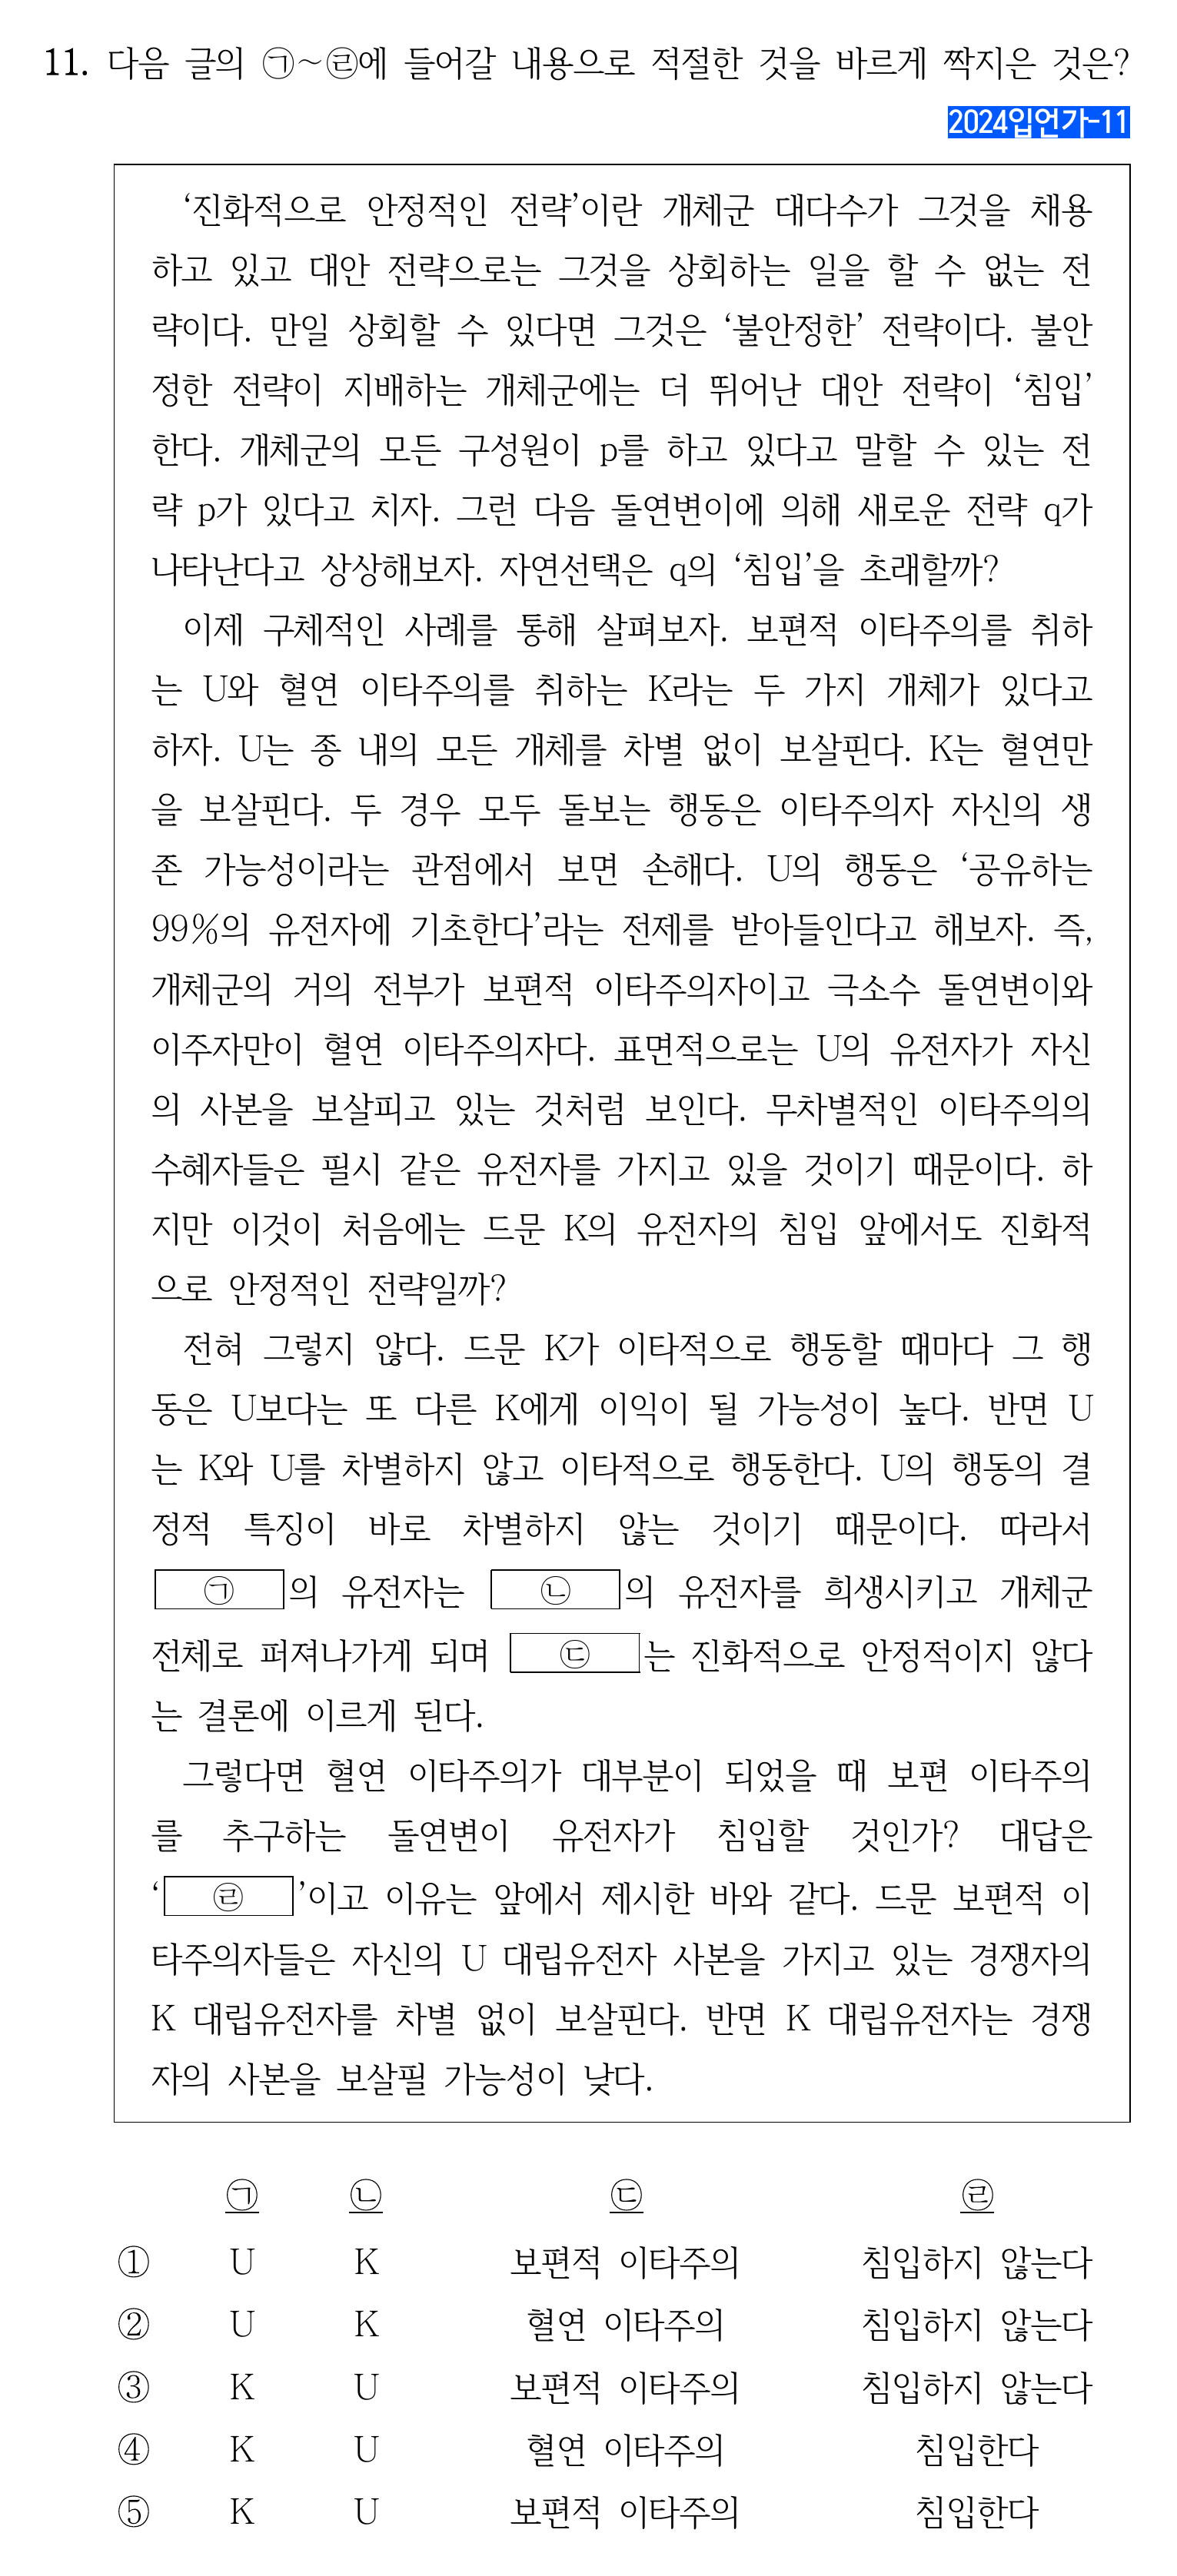 11. 다음 글의 ㉠~㉣에 들어갈 내용으로 적절한 것을 바르게 짝지은 것은?
2024입언가-11
‘진화적으로 안정적인 전략’이란 개체군 대다수가 그것을 채용
하고 있고 대안 전략으로는 그것을 상회하는 일을 할 수 없는 전
략이다. 만일 상회할 수 있다면 그것은 ‘불안정한’ 전략이다. 불안
정한 전략이 지배하는 개체군에는 더 뛰어난 대안 전략이 ‘침입’
한다. 개체군의 모든 구성원이 p를 하고 있다고 말할 수 있는 전
략 p가 있다고 치자. 그런 다음 돌연변이에 의해 새로운 전략 q가
나타난다고 상상해보자. 자연선택은 q의 ‘침입’을 초래할까?
이제 구체적인 사례를 통해 살펴보자. 보편적 이타주의를 취하
는 U와 혈연 이타주의를 취하는 K라는 두 가지 개체가 있다고
하자. U는 종 내의 모든 개체를 차별 없이 보살핀다. K는 혈연만
을 보살핀다. 두 경우 모두 돌보는 행동은 이타주의자 자신의 생
존 가능성이라는 관점에서 보면 손해다. U의 행동은 ‘공유하는
99%의 유전자에 기초한다’라는 전제를 받아들인다고 해보자. 즉,
개체군의 거의 전부가 보편적 이타주의자이고 극소수 돌연변이와
이주자만이 혈연 이타주의자다. 표면적으로는 U의 유전자가 자신
의 사본을 보살피고 있는 것처럼 보인다. 무차별적인 이타주의의
수혜자들은 필시 같은 유전자를 가지고 있을 것이기 때문이다. 하
지만 이것이 처음에는 드문 K의 유전자의 침입 앞에서도 진화적
으로 안정적인 전략일까?
전혀 그렇지 않다. 드문 K가 이타적으로 행동할 때마다 그 행
동은 U보다는 또 다른 K에게 이익이 될 가능성이 높다. 반면 U
는 K와 U를 차별하지 않고 이타적으로 행동한다. U의 행동의 결
정적 특징이 바로 차별하지 않는 것이기 때문이다. 따라서
㉠의 유전자는 ㉡의 유전자를 희생시키고 개체군
전체로 퍼져나가게 되며 ㉢는 진화적으로 안정적이지 않다
는 결론에 이르게 된다.
그렇다면 혈연 이타주의가 대부분이 되었을 때 보편 이타주의
를 추구하는 돌연변이 유전자가 침입할 것인가? 대답은
‘㉣’이고 이유는 앞에서 제시한 바와 같다. 드문 보편적 이
타주의자들은 자신의 U 대립유전자 사본을 가지고 있는 경쟁자의
K 대립유전자를 차별 없이 보살핀다. 반면 K 대립유전자는 경쟁
자의 사본을 보살필 가능성이 낮다.
㉠ ㉡ ㉢ ㉣
① U K 보편적 이타주의 침입하지 않는다
② U K 혈연 이타주의 침입하지 않는다
③ K U 보편적 이타주의 침입하지 않는다
④ K U 혈연 이타주의 침입한다
⑤ K U 보편적 이타주의 침입한다